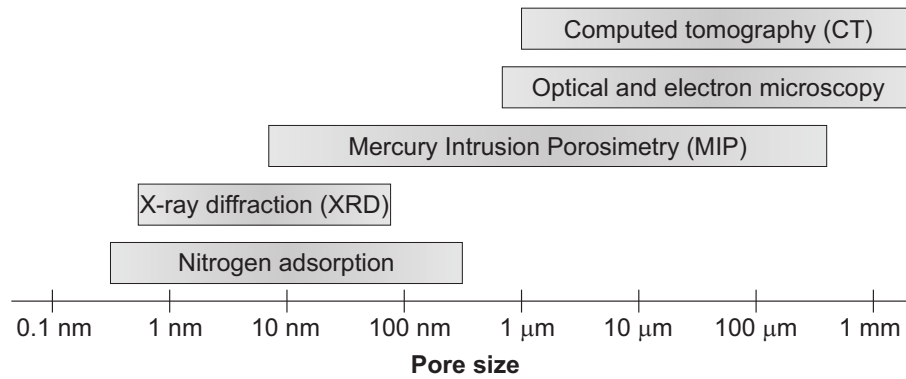 Computed tomography (CT)
Optical and electron microscopy
Mercury Intrusion Porosimetry (MIP)
X-ray diffraction (XRD)
Nitrogen adsorption
0.1 nm 1 nm 10 nm 100 nm 1 μm 10 μm 100 μm 1 mm
Pore size